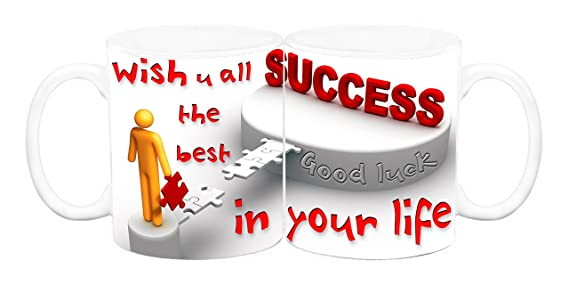 Wish u all
the
best
SUCCESS
Good luck
in your life